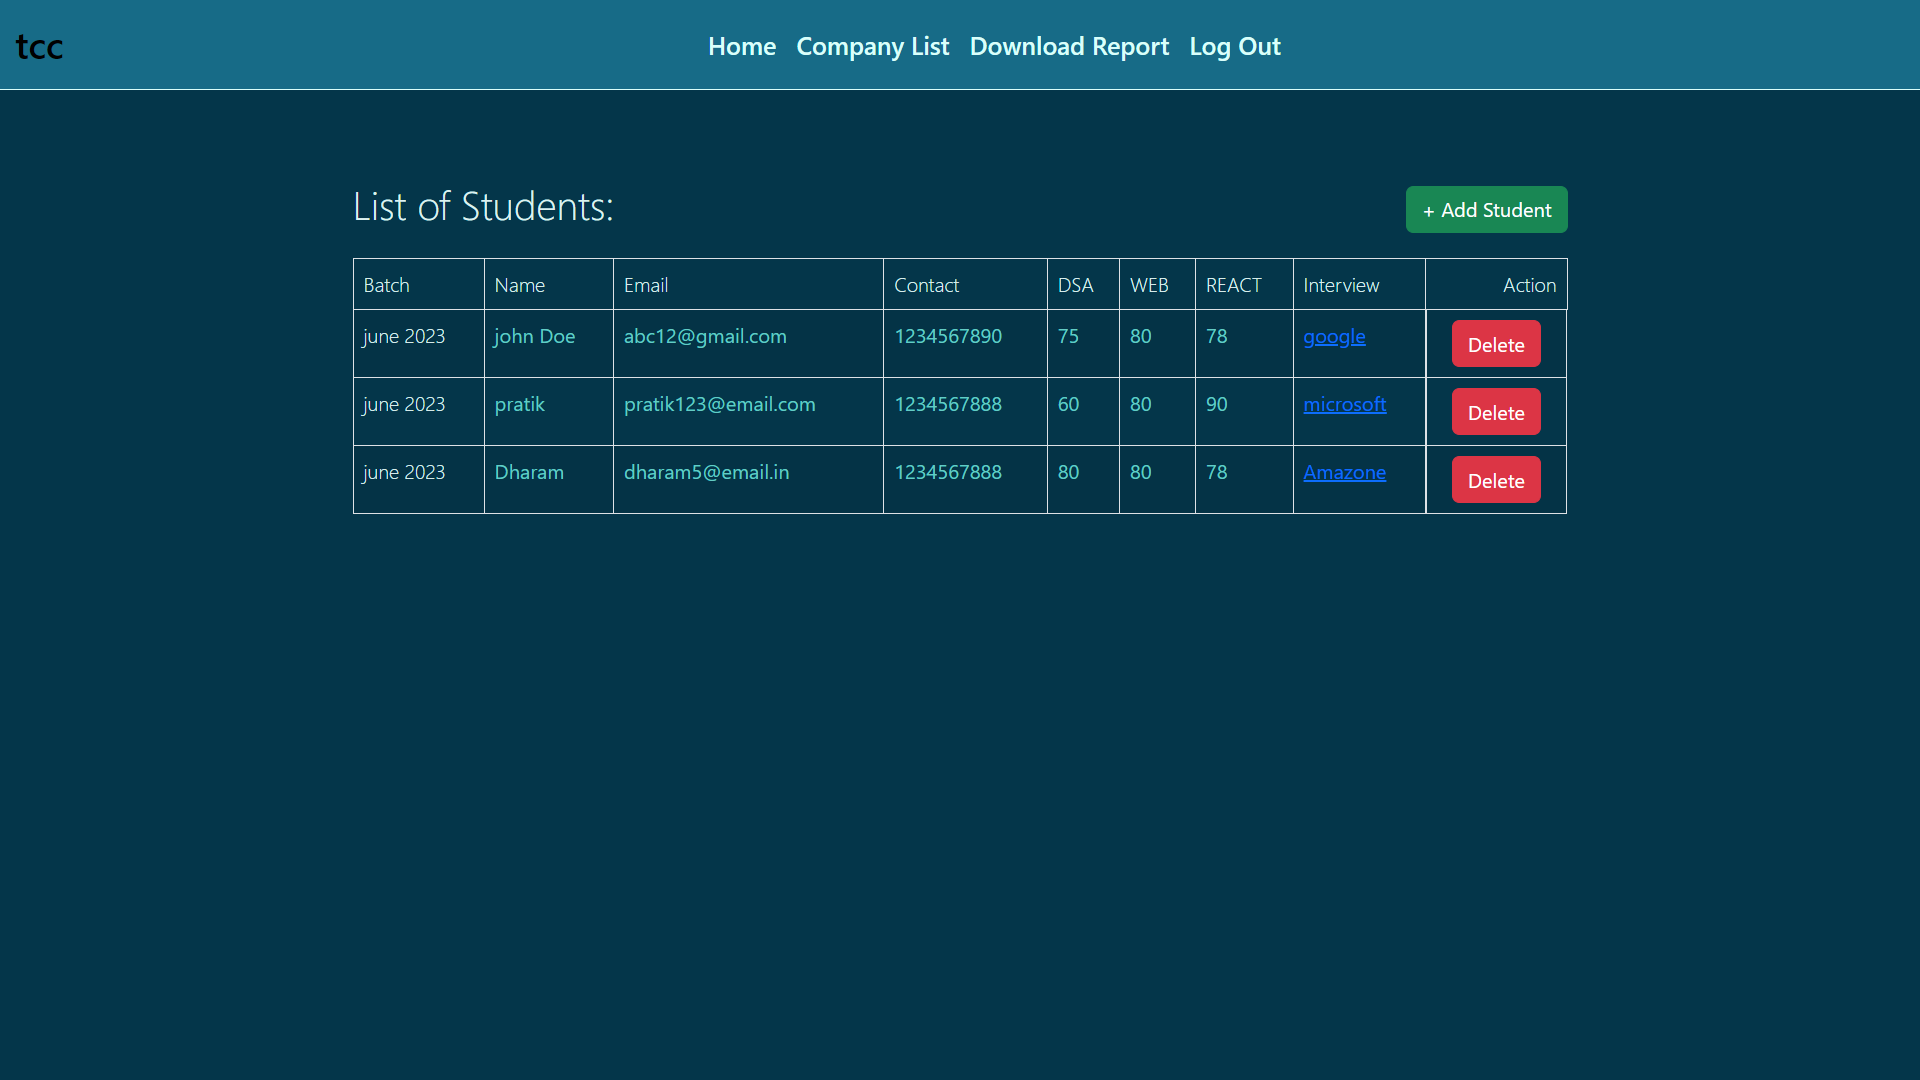 tcc Home Company List Download Report Log Out
List of Students: + Add Student
Batch Name Email Contact DSA WEB REACT Interview Action
june 2023 john Doe abc12@gmail.com 1234567890 75 80 78 google Delete
june 2023 pratik pratik123@email.com 1234567888 60 80 90 microsoft Delete
june 2023 Dharam dharam5@email.in 1234567888 80 80 78 Amazone Delete